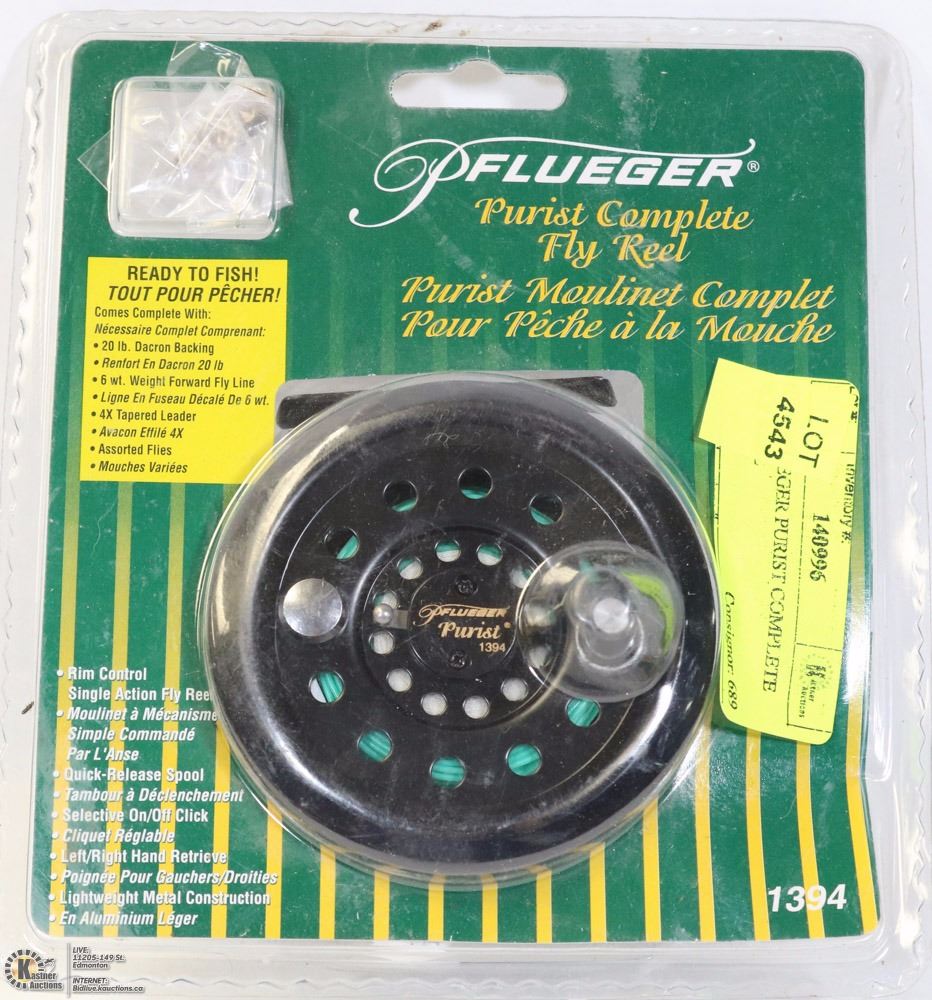 PFLUEGER®
Purist Complete
Fly Reel
Purist Moulinet Complet
Pour Pêche à la Mouche
READY TO FISH!
TOUT POUR PÊCHER!
Comes Complete With:
Nécessaire Complet Comprenant:
• 20 lb. Dacron Backing
• Renfort En Dacron 20 lb
• 6 wt. Weight Forward Fly Line
• Ligne En Fuseau Décalé De 6 wt.
• 4X Tapered Leader
• Avacon Effilé 4X
• Assorted Flies
• Mouches Variées
LOT
4543
Inventory #:
140996
EGER PURIST COMPLETE
Consignor: 689
Kastner
Auctions
PFLUEGER
Purist®
1394
• Rim Control
Single Action Fly Reel
• Moulinet à Mécanisme
Simple Commandé
Par L'Anse
• Quick-Release Spool
• Tambour à Déclenchement
• Selective On/Off Click
• Cliquet Réglable
• Left/Right Hand Retrieve
• Poignée Pour Gauchers/Droities
• Lightweight Metal Construction
• En Aluminium Léger
1394
Kastner
Auctions
LIVE:
11205-149 St.
Edmonton
INTERNET:
Bidlive.kauctions.ca